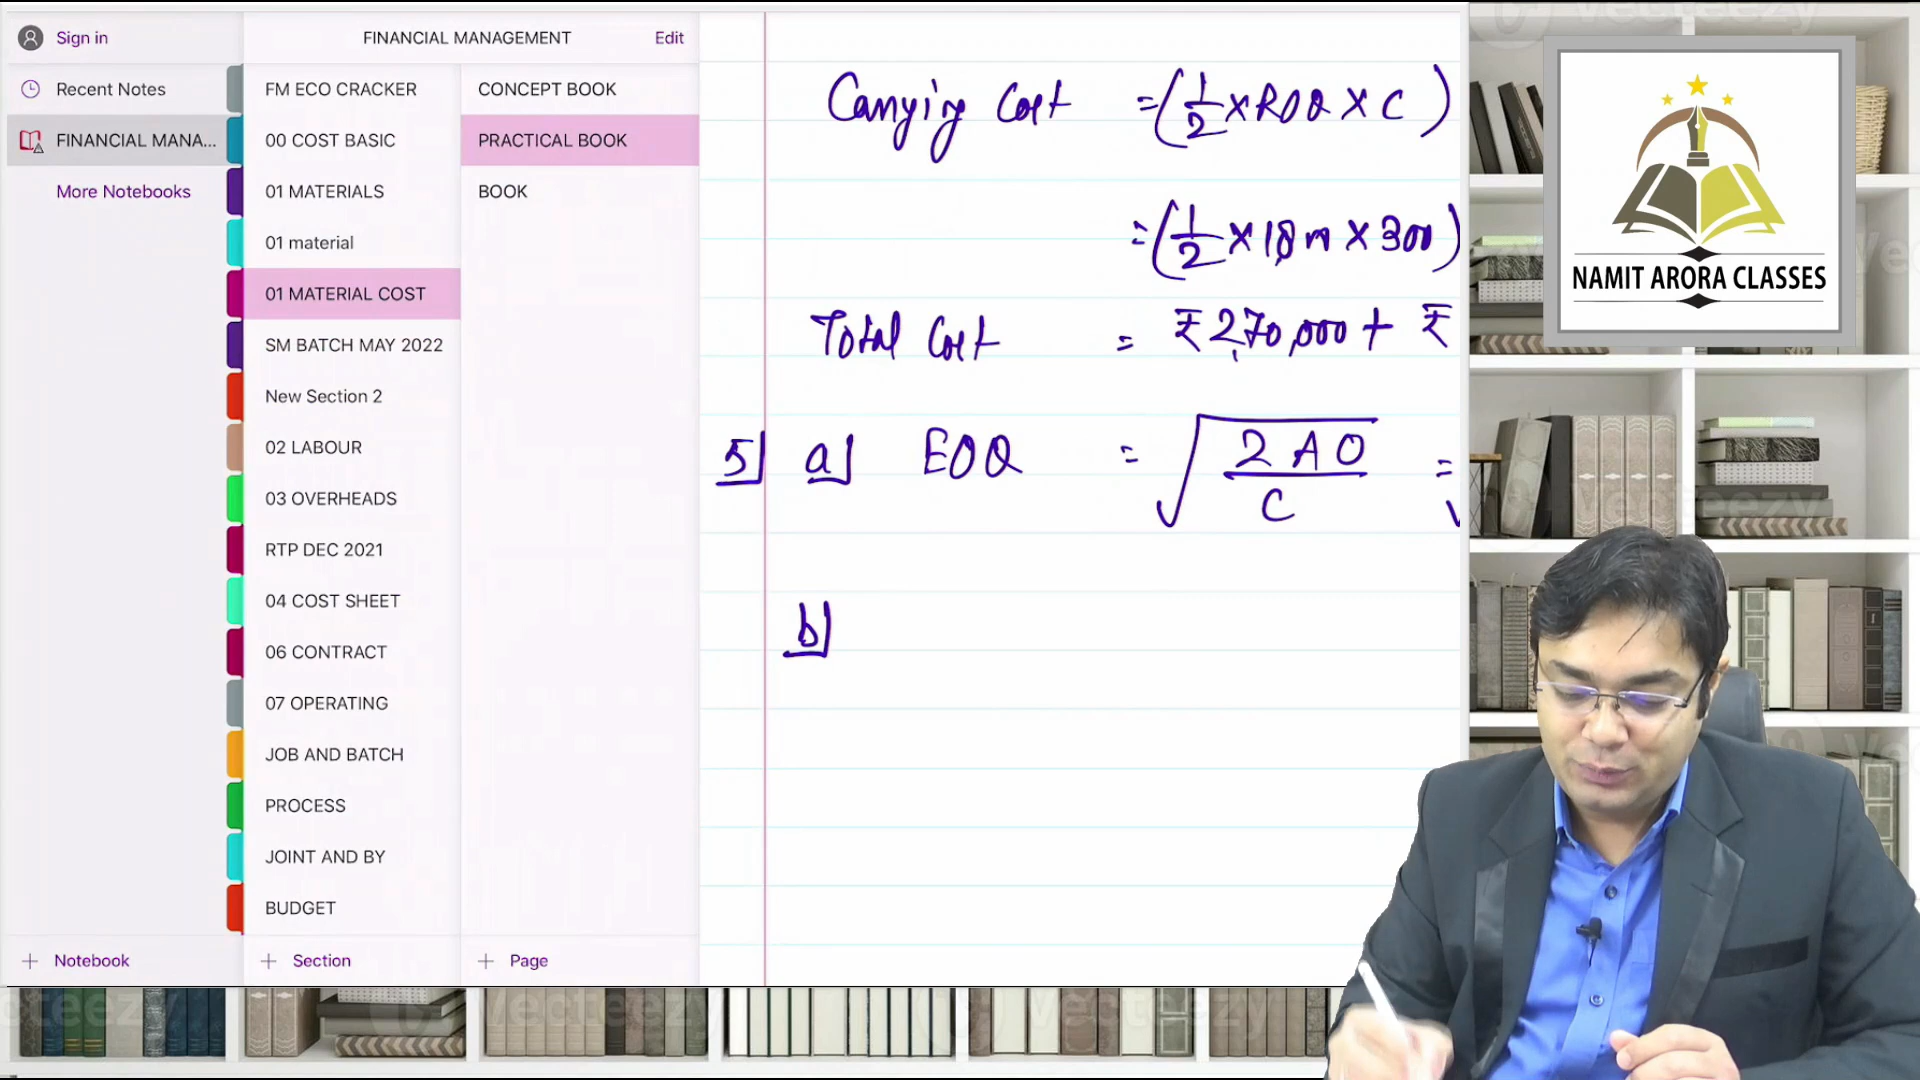 Sign in
FINANCIAL MANAGEMENT
Edit
Recent Notes
FINANCIAL MANA...
More Notebooks
FM ECO CRACKER
00 COST BASIC
01 MATERIALS
01 material
01 MATERIAL COST
SM BATCH MAY 2022
New Section 2
02 LABOUR
03 OVERHEADS
RTP DEC 2021
04 COST SHEET
06 CONTRACT
07 OPERATING
JOB AND BATCH
PROCESS
JOINT AND BY
BUDGET
CONCEPT BOOK
PRACTICAL BOOK
BOOK
+ Notebook
+ Section
+ Page
Carrying Cost = (1/2 × ROQ × C)
Total Cost = ₹270,000 + ₹
5] a] EOQ = √ 2AO / C =
b]
NAMIT ARORA CLASSES
Vecteezy